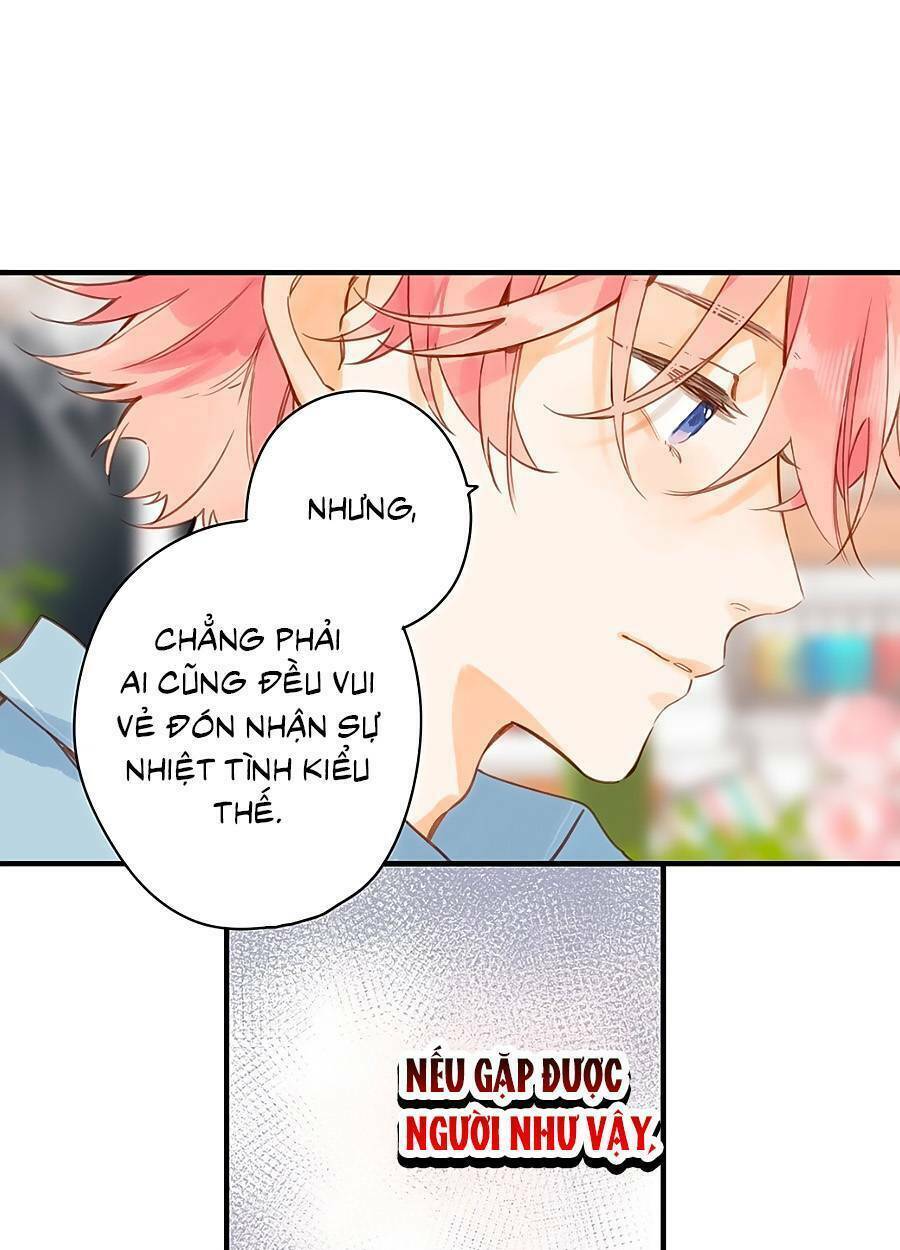 NHƯNG,
CHẲNG PHẢI
AI CŨNG ĐỀU VUI
VẺ ĐÓN NHẬN SỰ
NHIỆT TÌNH KIỂU
THẾ.
NẾU GẶP ĐƯỢC
NGƯỜI NHƯ VẬY,